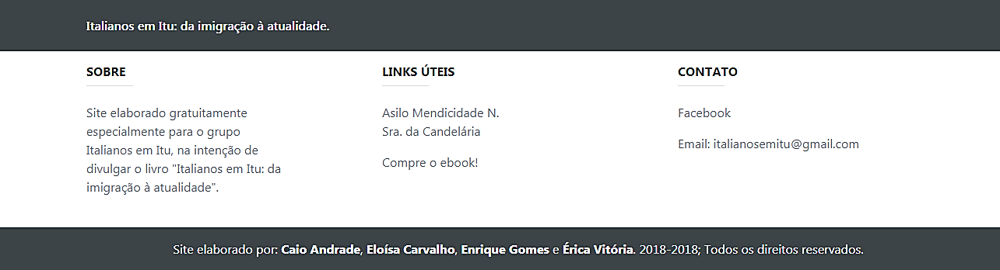 Italianos em Itu: da imigração à atualidade.
SOBRE
Site elaborado gratuitamente
especialmente para o grupo
Italianos em Itu, na intenção de
divulgar o livro "Italianos em Itu: da
imigração à atualidade".
LINKS ÚTEIS
Asilo Mendicidade N.
Sra. da Candelária
Compre o ebook!
CONTATO
Facebook
Email: italianosemitu@gmail.com
Site elaborado por: Caio Andrade, Eloísa Carvalho, Enrique Gomes e Érica Vitória. 2018-2018; Todos os direitos reservados.